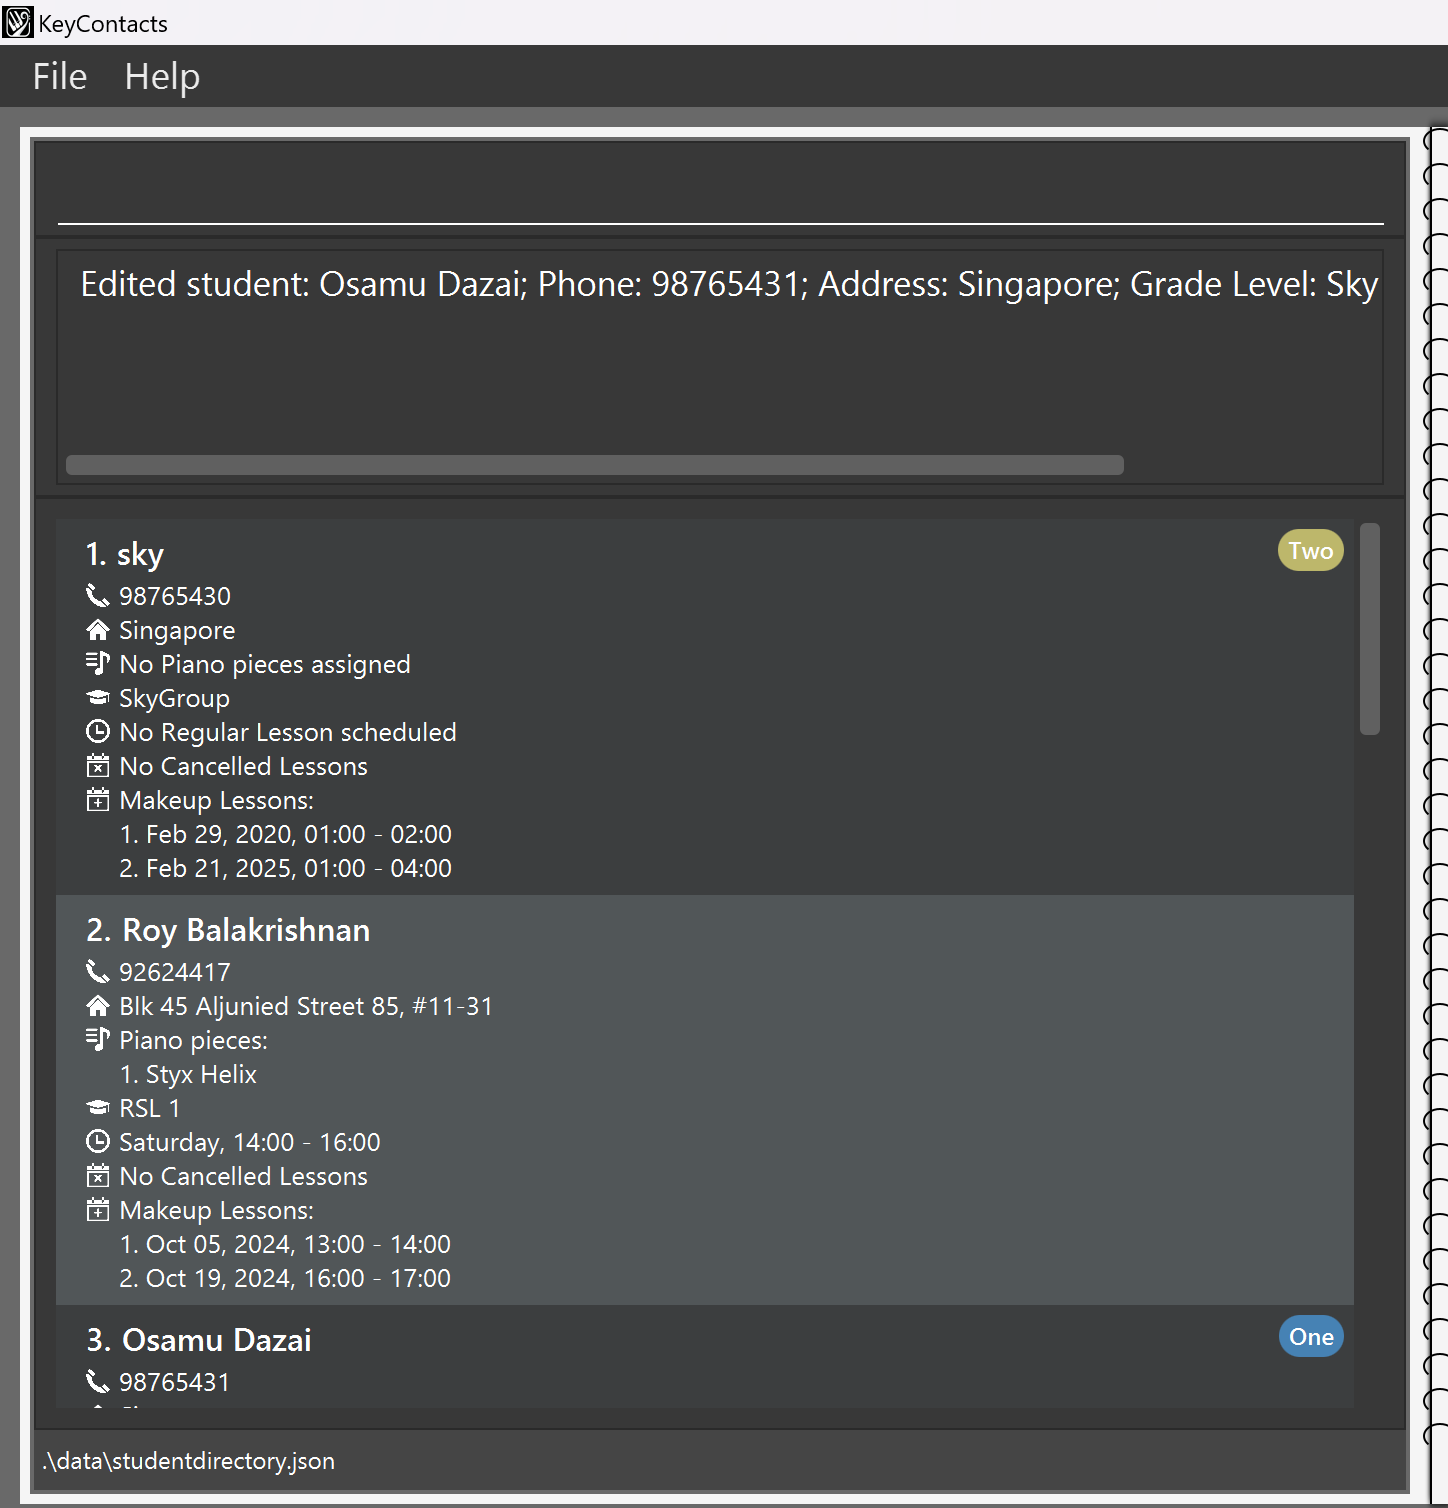 KeyContacts
File Help
Edited student: Osamu Dazai; Phone: 98765431; Address: Singapore; Grade Level: Sky
1. sky
Two
98765430
Singapore
No Piano pieces assigned
SkyGroup
No Regular Lesson scheduled
No Cancelled Lessons
Makeup Lessons:
1. Feb 29, 2020, 01:00 - 02:00
2. Feb 21, 2025, 01:00 - 04:00
2. Roy Balakrishnan
92624417
Blk 45 Aljunied Street 85, #11-31
Piano pieces:
1. Styx Helix
RSL 1
Saturday, 14:00 - 16:00
No Cancelled Lessons
Makeup Lessons:
1. Oct 05, 2024, 13:00 - 14:00
2. Oct 19, 2024, 16:00 - 17:00
3. Osamu Dazai
One
98765431
.\data\studentdirectory.json